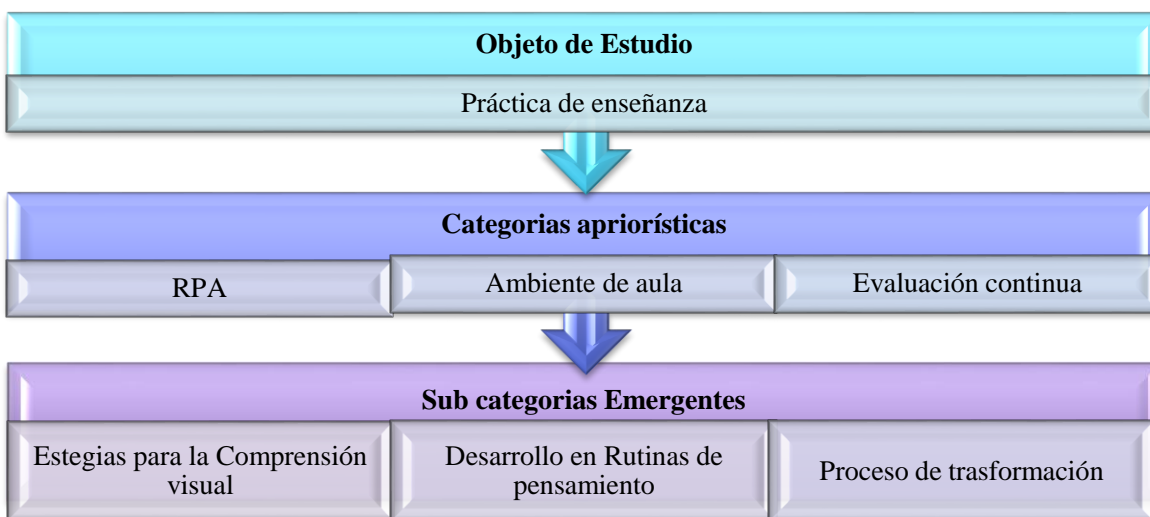 Objeto de Estudio
Práctica de enseñanza
Categorias apriorísticas
RPA
Ambiente de aula
Evaluación continua
Sub categorias Emergentes
Estegias para la Comprensión
visual
Desarrollo en Rutinas de
pensamiento
Proceso de trasformación